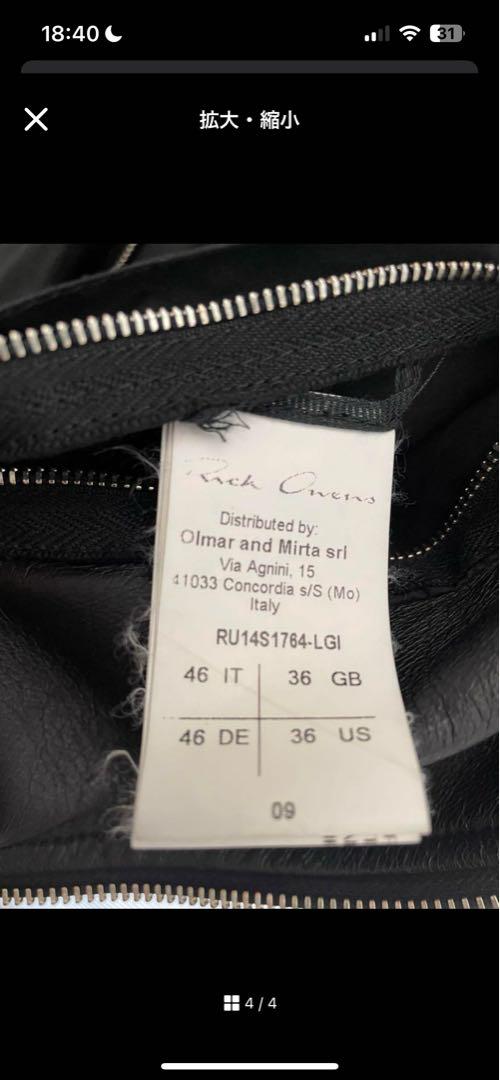 18:40
31
拡大・縮小
Rick Owens
Distributed by:
Olmar and Mirta srl
Via Agnini, 15
41033 Concordia s/S (Mo)
Italy
RU14S1764-LGI
46 IT 36 GB
46 DE 36 US
09
4 / 4